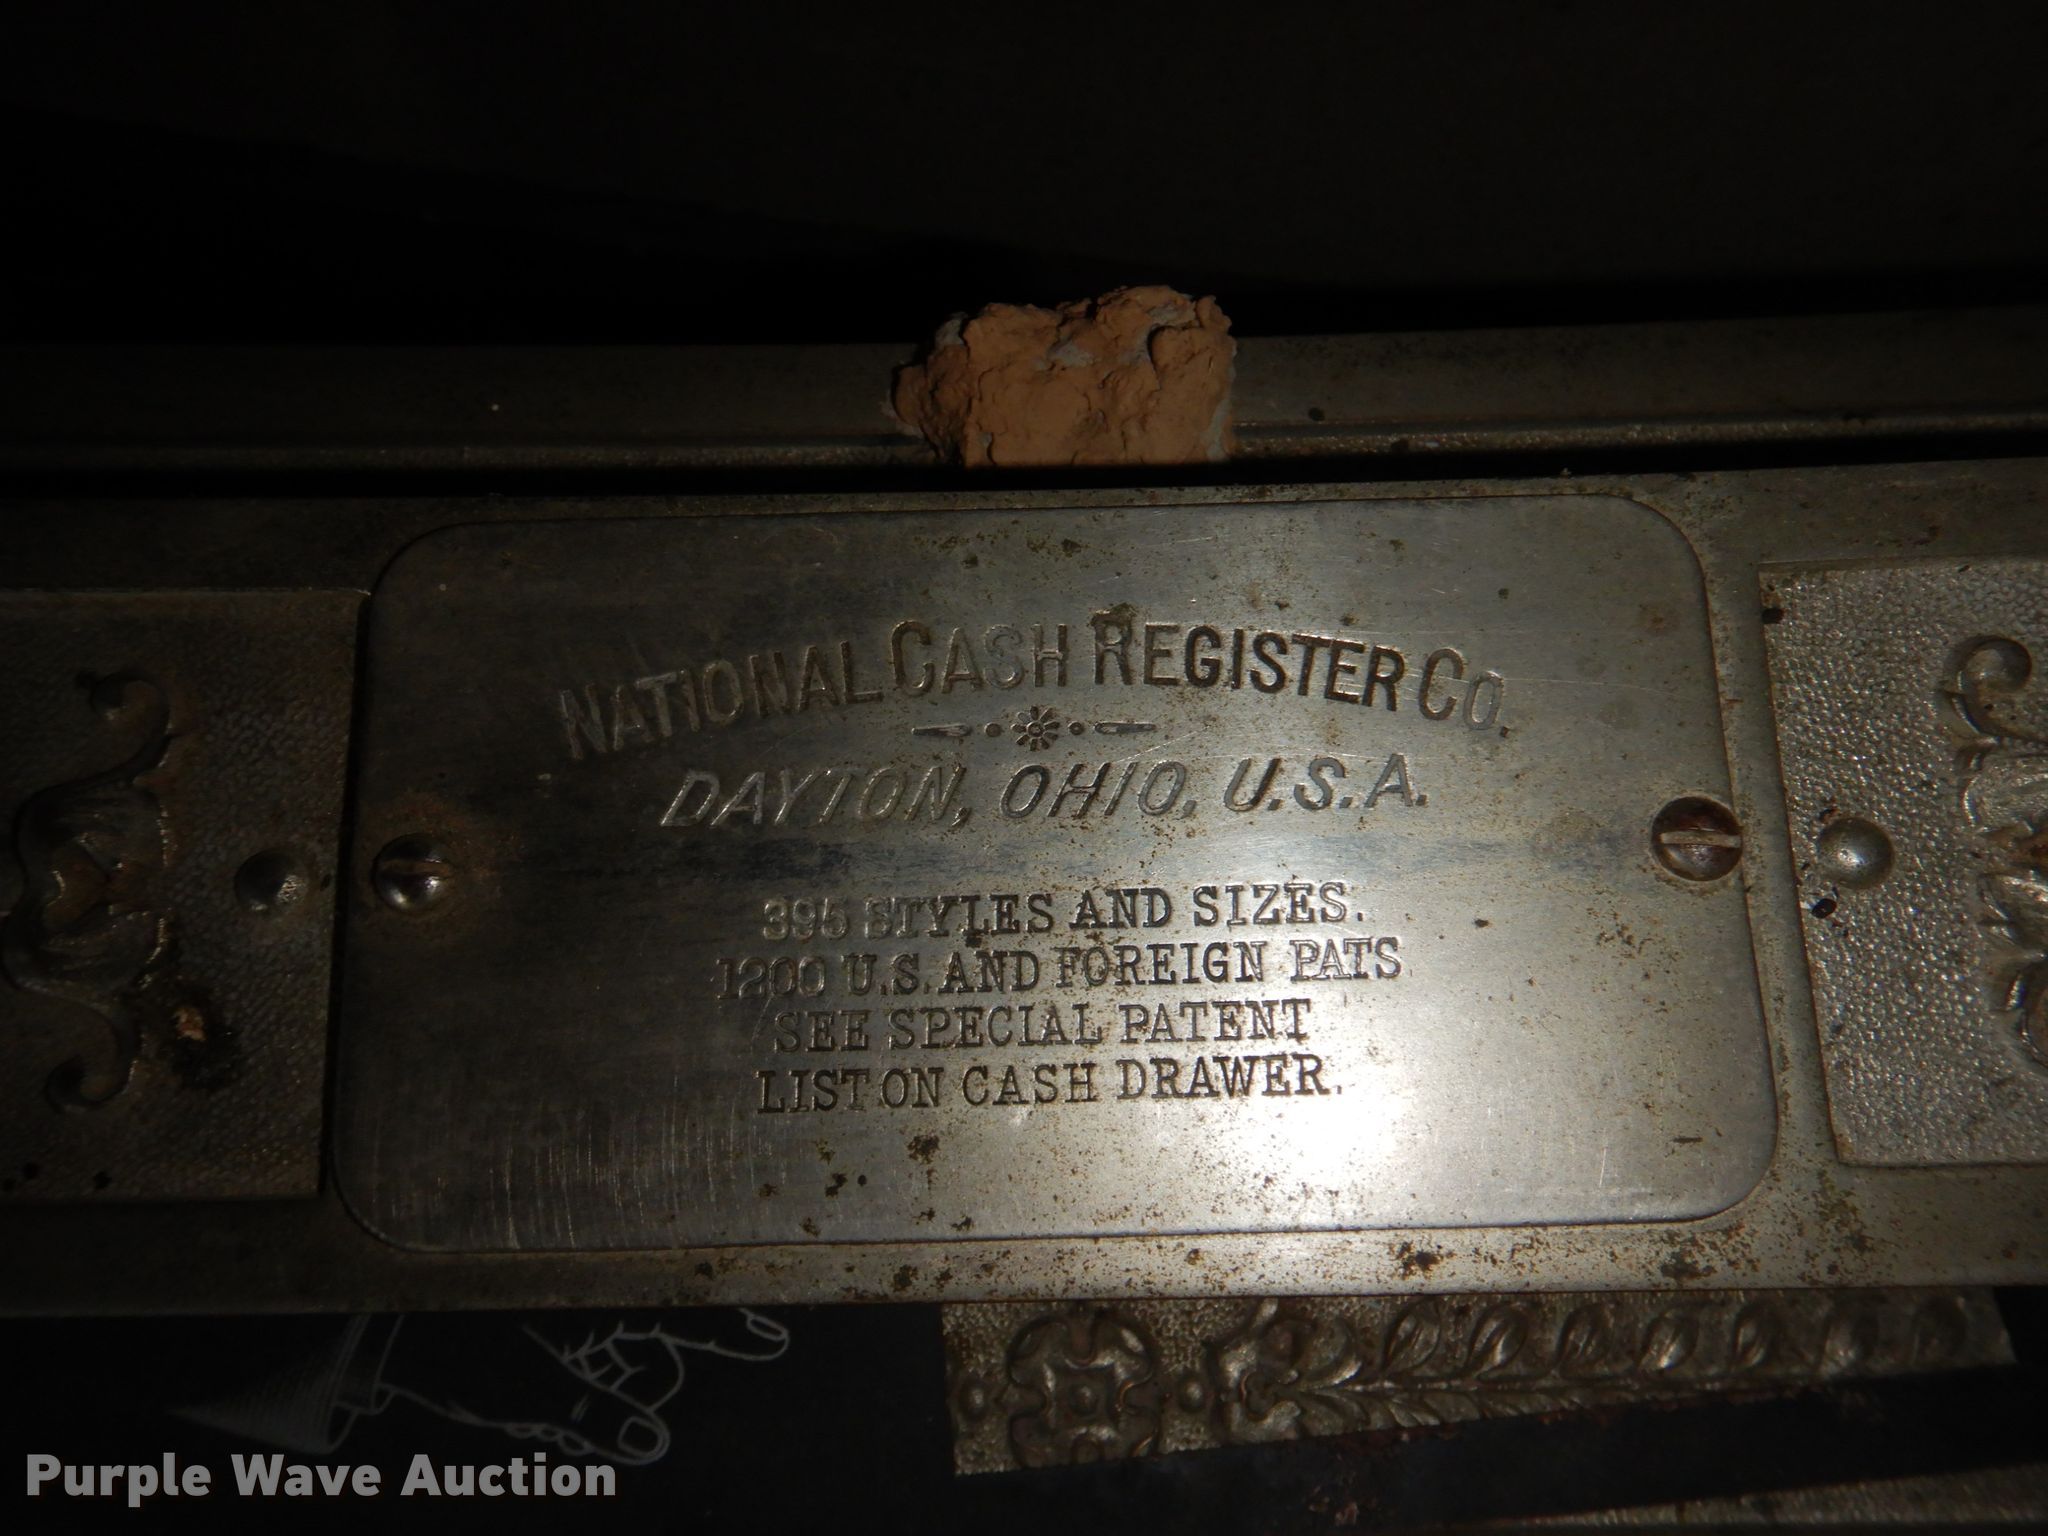 NATIONAL CASH REGISTER CO.
DAYTON, OHIO, U.S.A.
395 STYLES AND SIZES.
1200 U.S. AND FOREIGN PATS
SEE SPECIAL PATENT
LIST ON CASH DRAWER.
Purple Wave Auction